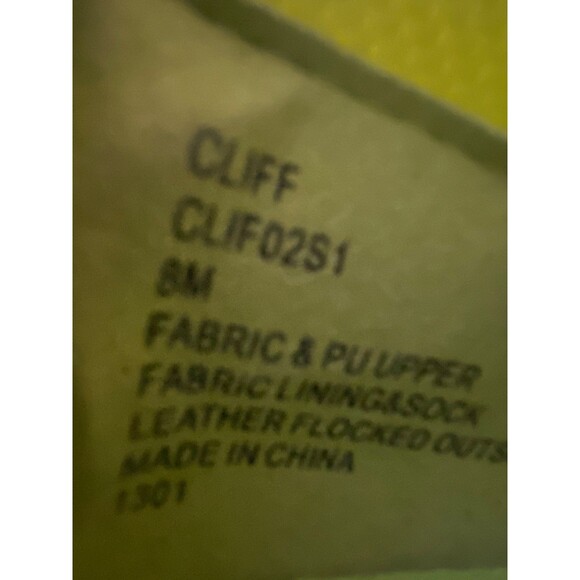 CLIFF
CLIF02S1
8M
FABRIC & PU UPPER
FABRIC LINING&SOCK
LEATHER FLOCKED OUTS
MADE IN CHINA
1301